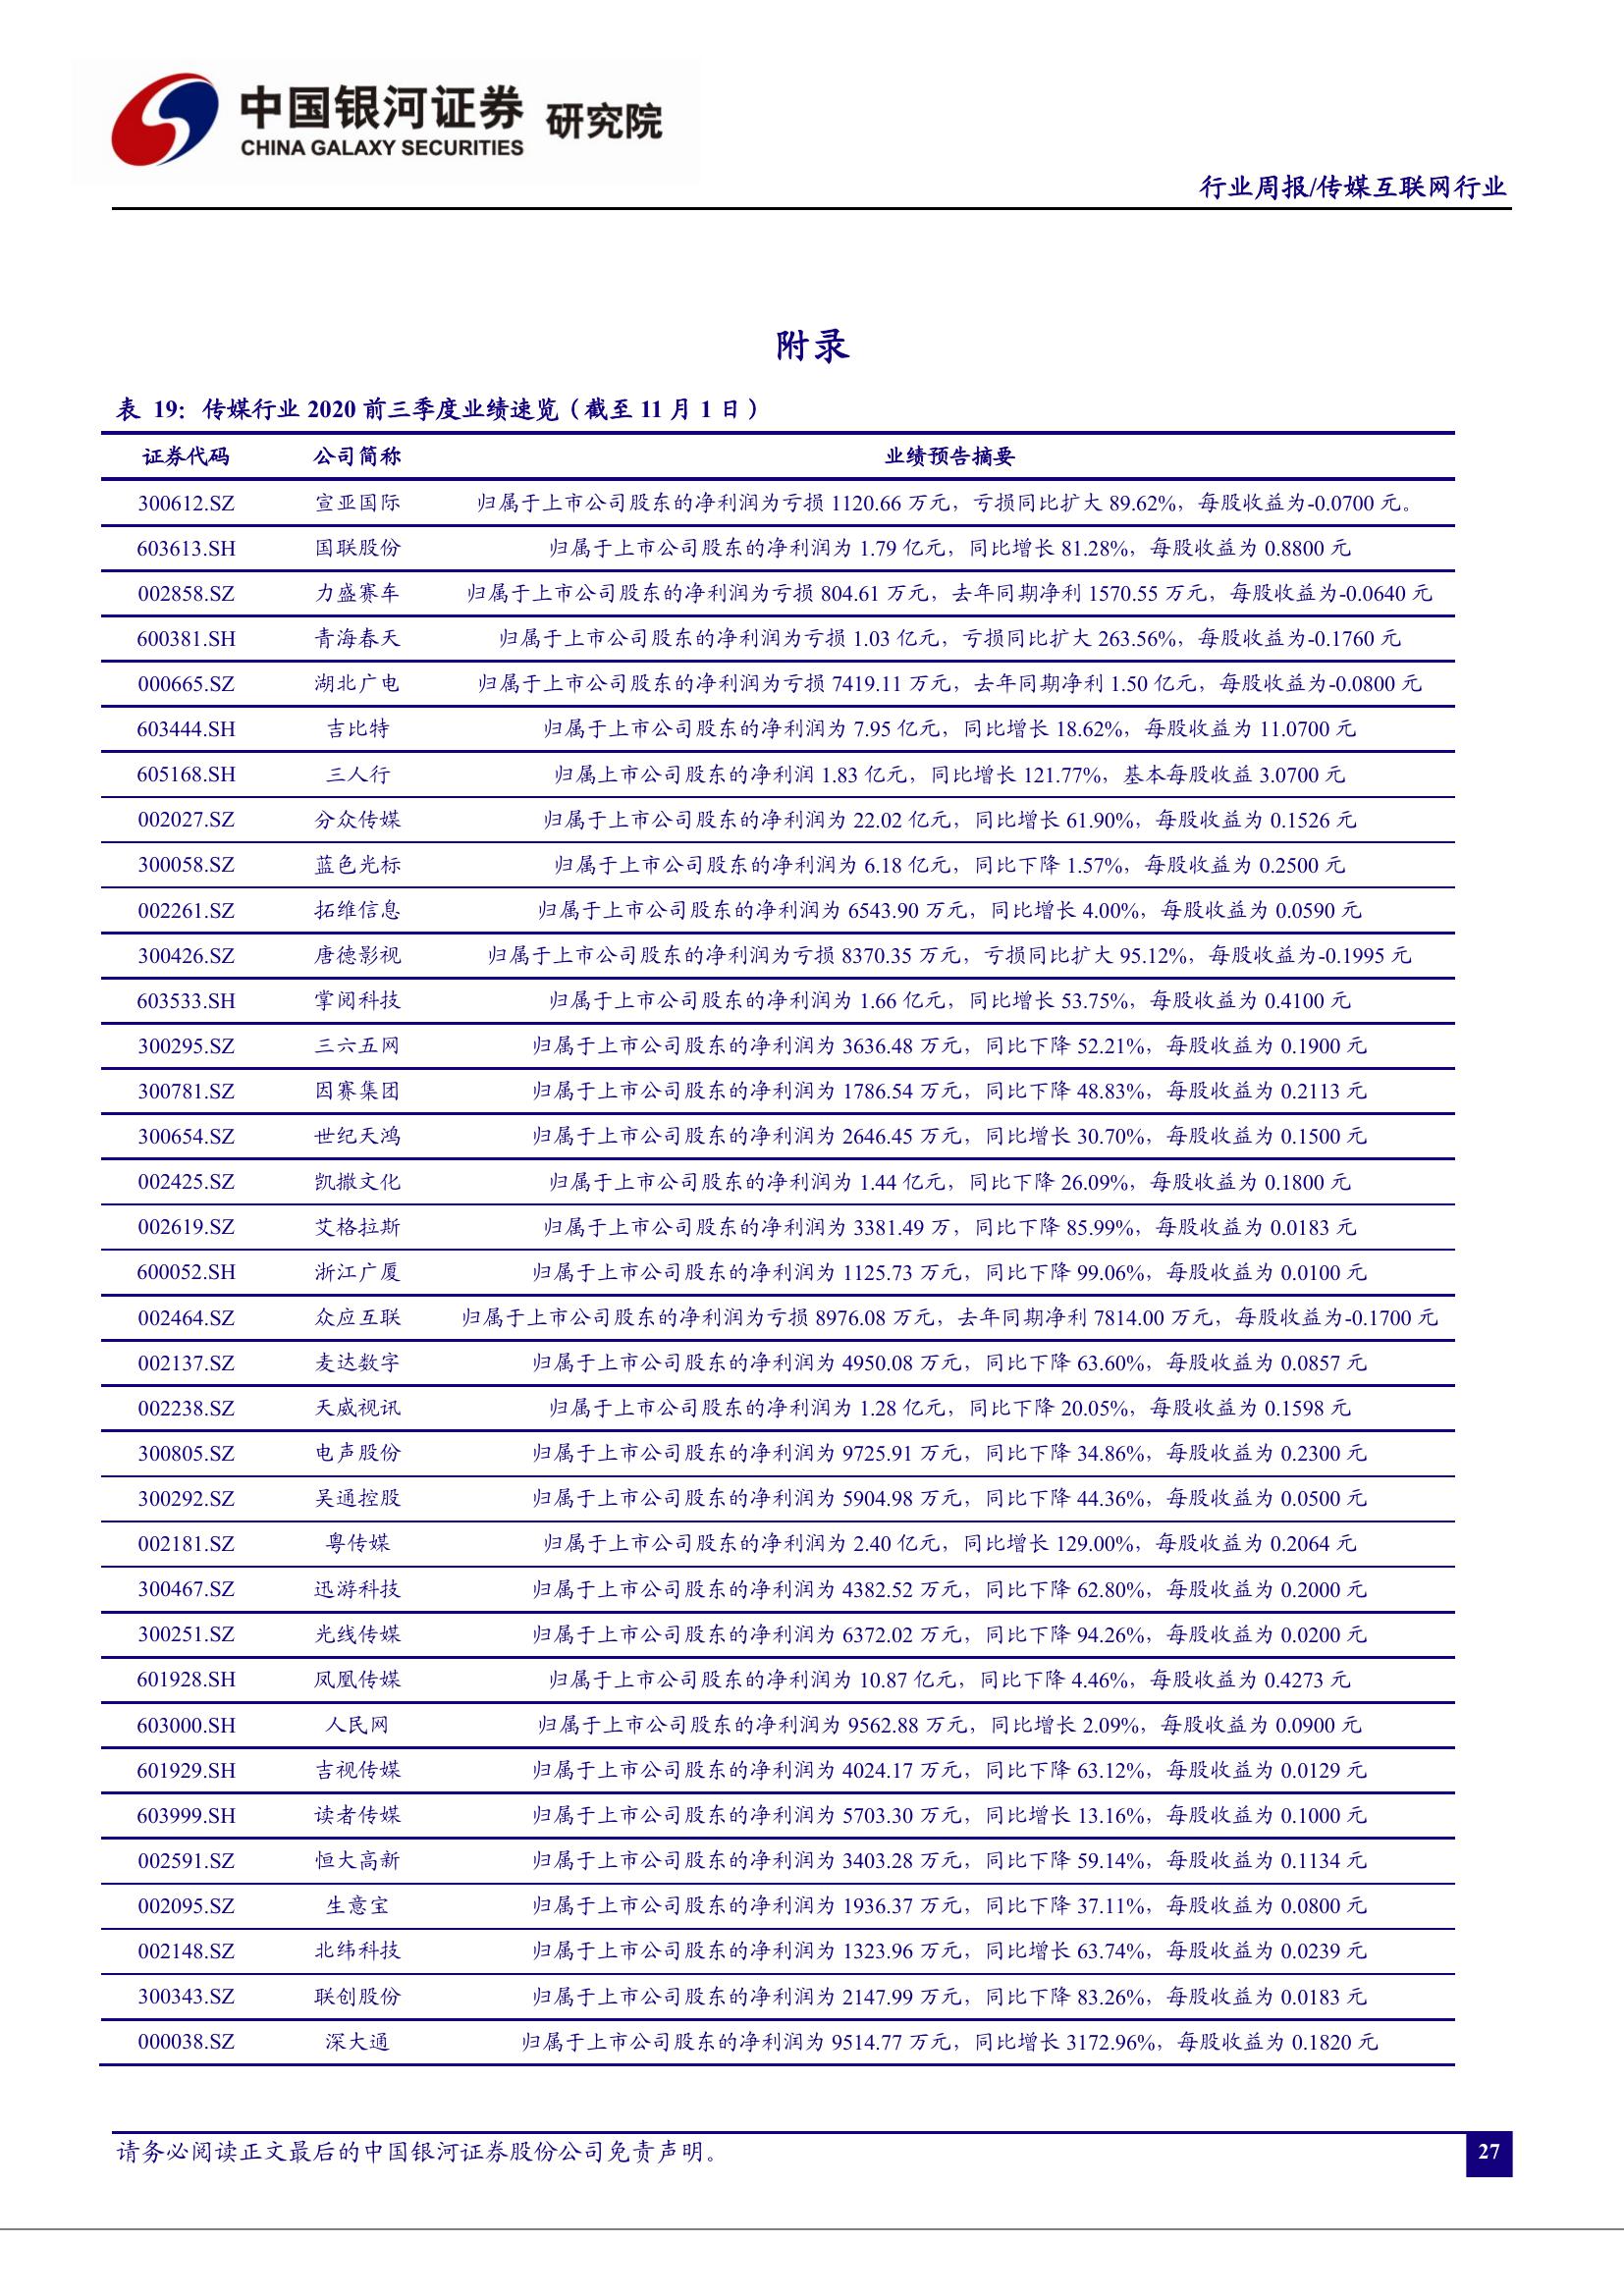 中国银河证券 研究院
CHINA GALAXY SECURITIES
行业周报/传媒互联网行业
附录
表 19：传媒行业 2020 前三季度业绩速览（截至 11 月 1 日）
证券代码 公司简称 业绩预告摘要
300612.SZ 宣亚国际 归属于上市公司股东的净利润为亏损 1120.66 万元，亏损同比扩大 89.62%，每股收益为-0.0700 元。
603613.SH 国联股份 归属于上市公司股东的净利润为 1.79 亿元，同比增长 81.28%，每股收益为 0.8800 元
002858.SZ 力盛赛车 归属于上市公司股东的净利润为亏损 804.61 万元，去年同期净利 1570.55 万元，每股收益为-0.0640 元
600381.SH 青海春天 归属于上市公司股东的净利润为亏损 1.03 亿元，亏损同比扩大 263.56%，每股收益为-0.1760 元
000665.SZ 湖北广电 归属于上市公司股东的净利润为亏损 7419.11 万元，去年同期净利 1.50 亿元，每股收益为-0.0800 元
603444.SH 吉比特 归属于上市公司股东的净利润为 7.95 亿元，同比增长 18.62%，每股收益为 11.0700 元
605168.SH 三人行 归属上市公司股东的净利润 1.83 亿元，同比增长 121.77%，基本每股收益 3.0700 元
002027.SZ 分众传媒 归属于上市公司股东的净利润为 22.02 亿元，同比增长 61.90%，每股收益为 0.1526 元
300058.SZ 蓝色光标 归属于上市公司股东的净利润为 6.18 亿元，同比下降 1.57%，每股收益为 0.2500 元
002261.SZ 拓维信息 归属于上市公司股东的净利润为 6543.90 万元，同比增长 4.00%，每股收益为 0.0590 元
300426.SZ 唐德影视 归属于上市公司股东的净利润为亏损 8370.35 万元，亏损同比扩大 95.12%，每股收益为-0.1995 元
603533.SH 掌阅科技 归属于上市公司股东的净利润为 1.66 亿元，同比增长 53.75%，每股收益为 0.4100 元
300295.SZ 三六五网 归属于上市公司股东的净利润为 3636.48 万元，同比下降 52.21%，每股收益为 0.1900 元
300781.SZ 因赛集团 归属于上市公司股东的净利润为 1786.54 万元，同比下降 48.83%，每股收益为 0.2113 元
300654.SZ 世纪天鸿 归属于上市公司股东的净利润为 2646.45 万元，同比增长 30.70%，每股收益为 0.1500 元
002425.SZ 凯撒文化 归属于上市公司股东的净利润为 1.44 亿元，同比下降 26.09%，每股收益为 0.1800 元
002619.SZ 艾格拉斯 归属于上市公司股东的净利润为 3381.49 万，同比下降 85.99%，每股收益为 0.0183 元
600052.SH 浙江广厦 归属于上市公司股东的净利润为 1125.73 万元，同比下降 99.06%，每股收益为 0.0100 元
002464.SZ 众应互联 归属于上市公司股东的净利润为亏损 8976.08 万元，去年同期净利 7814.00 万元，每股收益为-0.1700 元
002137.SZ 麦达数字 归属于上市公司股东的净利润为 4950.08 万元，同比下降 63.60%，每股收益为 0.0857 元
002238.SZ 天威视讯 归属于上市公司股东的净利润为 1.28 亿元，同比下降 20.05%，每股收益为 0.1598 元
300805.SZ 电声股份 归属于上市公司股东的净利润为 9725.91 万元，同比下降 34.86%，每股收益为 0.2300 元
300292.SZ 吴通控股 归属于上市公司股东的净利润为 5904.98 万元，同比下降 44.36%，每股收益为 0.0500 元
002181.SZ 粤传媒 归属于上市公司股东的净利润为 2.40 亿元，同比增长 129.00%，每股收益为 0.2064 元
300467.SZ 迅游科技 归属于上市公司股东的净利润为 4382.52 万元，同比下降 62.80%，每股收益为 0.2000 元
300251.SZ 光线传媒 归属于上市公司股东的净利润为 6372.02 万元，同比下降 94.26%，每股收益为 0.0200 元
601928.SH 凤凰传媒 归属于上市公司股东的净利润为 10.87 亿元，同比下降 4.46%，每股收益为 0.4273 元
603000.SH 人民网 归属于上市公司股东的净利润为 9562.88 万元，同比增长 2.09%，每股收益为 0.0900 元
601929.SH 吉视传媒 归属于上市公司股东的净利润为 4024.17 万元，同比下降 63.12%，每股收益为 0.0129 元
603999.SH 读者传媒 归属于上市公司股东的净利润为 5703.30 万元，同比增长 13.16%，每股收益为 0.1000 元
002591.SZ 恒大高新 归属于上市公司股东的净利润为 3403.28 万元，同比下降 59.14%，每股收益为 0.1134 元
002095.SZ 生意宝 归属于上市公司股东的净利润为 1936.37 万元，同比下降 37.11%，每股收益为 0.0800 元
002148.SZ 北纬科技 归属于上市公司股东的净利润为 1323.96 万元，同比增长 63.74%，每股收益为 0.0239 元
300343.SZ 联创股份 归属于上市公司股东的净利润为 2147.99 万元，同比下降 83.26%，每股收益为 0.0183 元
000038.SZ 深大通 归属于上市公司股东的净利润为 9514.77 万元，同比增长 3172.96%，每股收益为 0.1820 元
请务必阅读正文最后的中国银河证券股份公司免责声明。
27